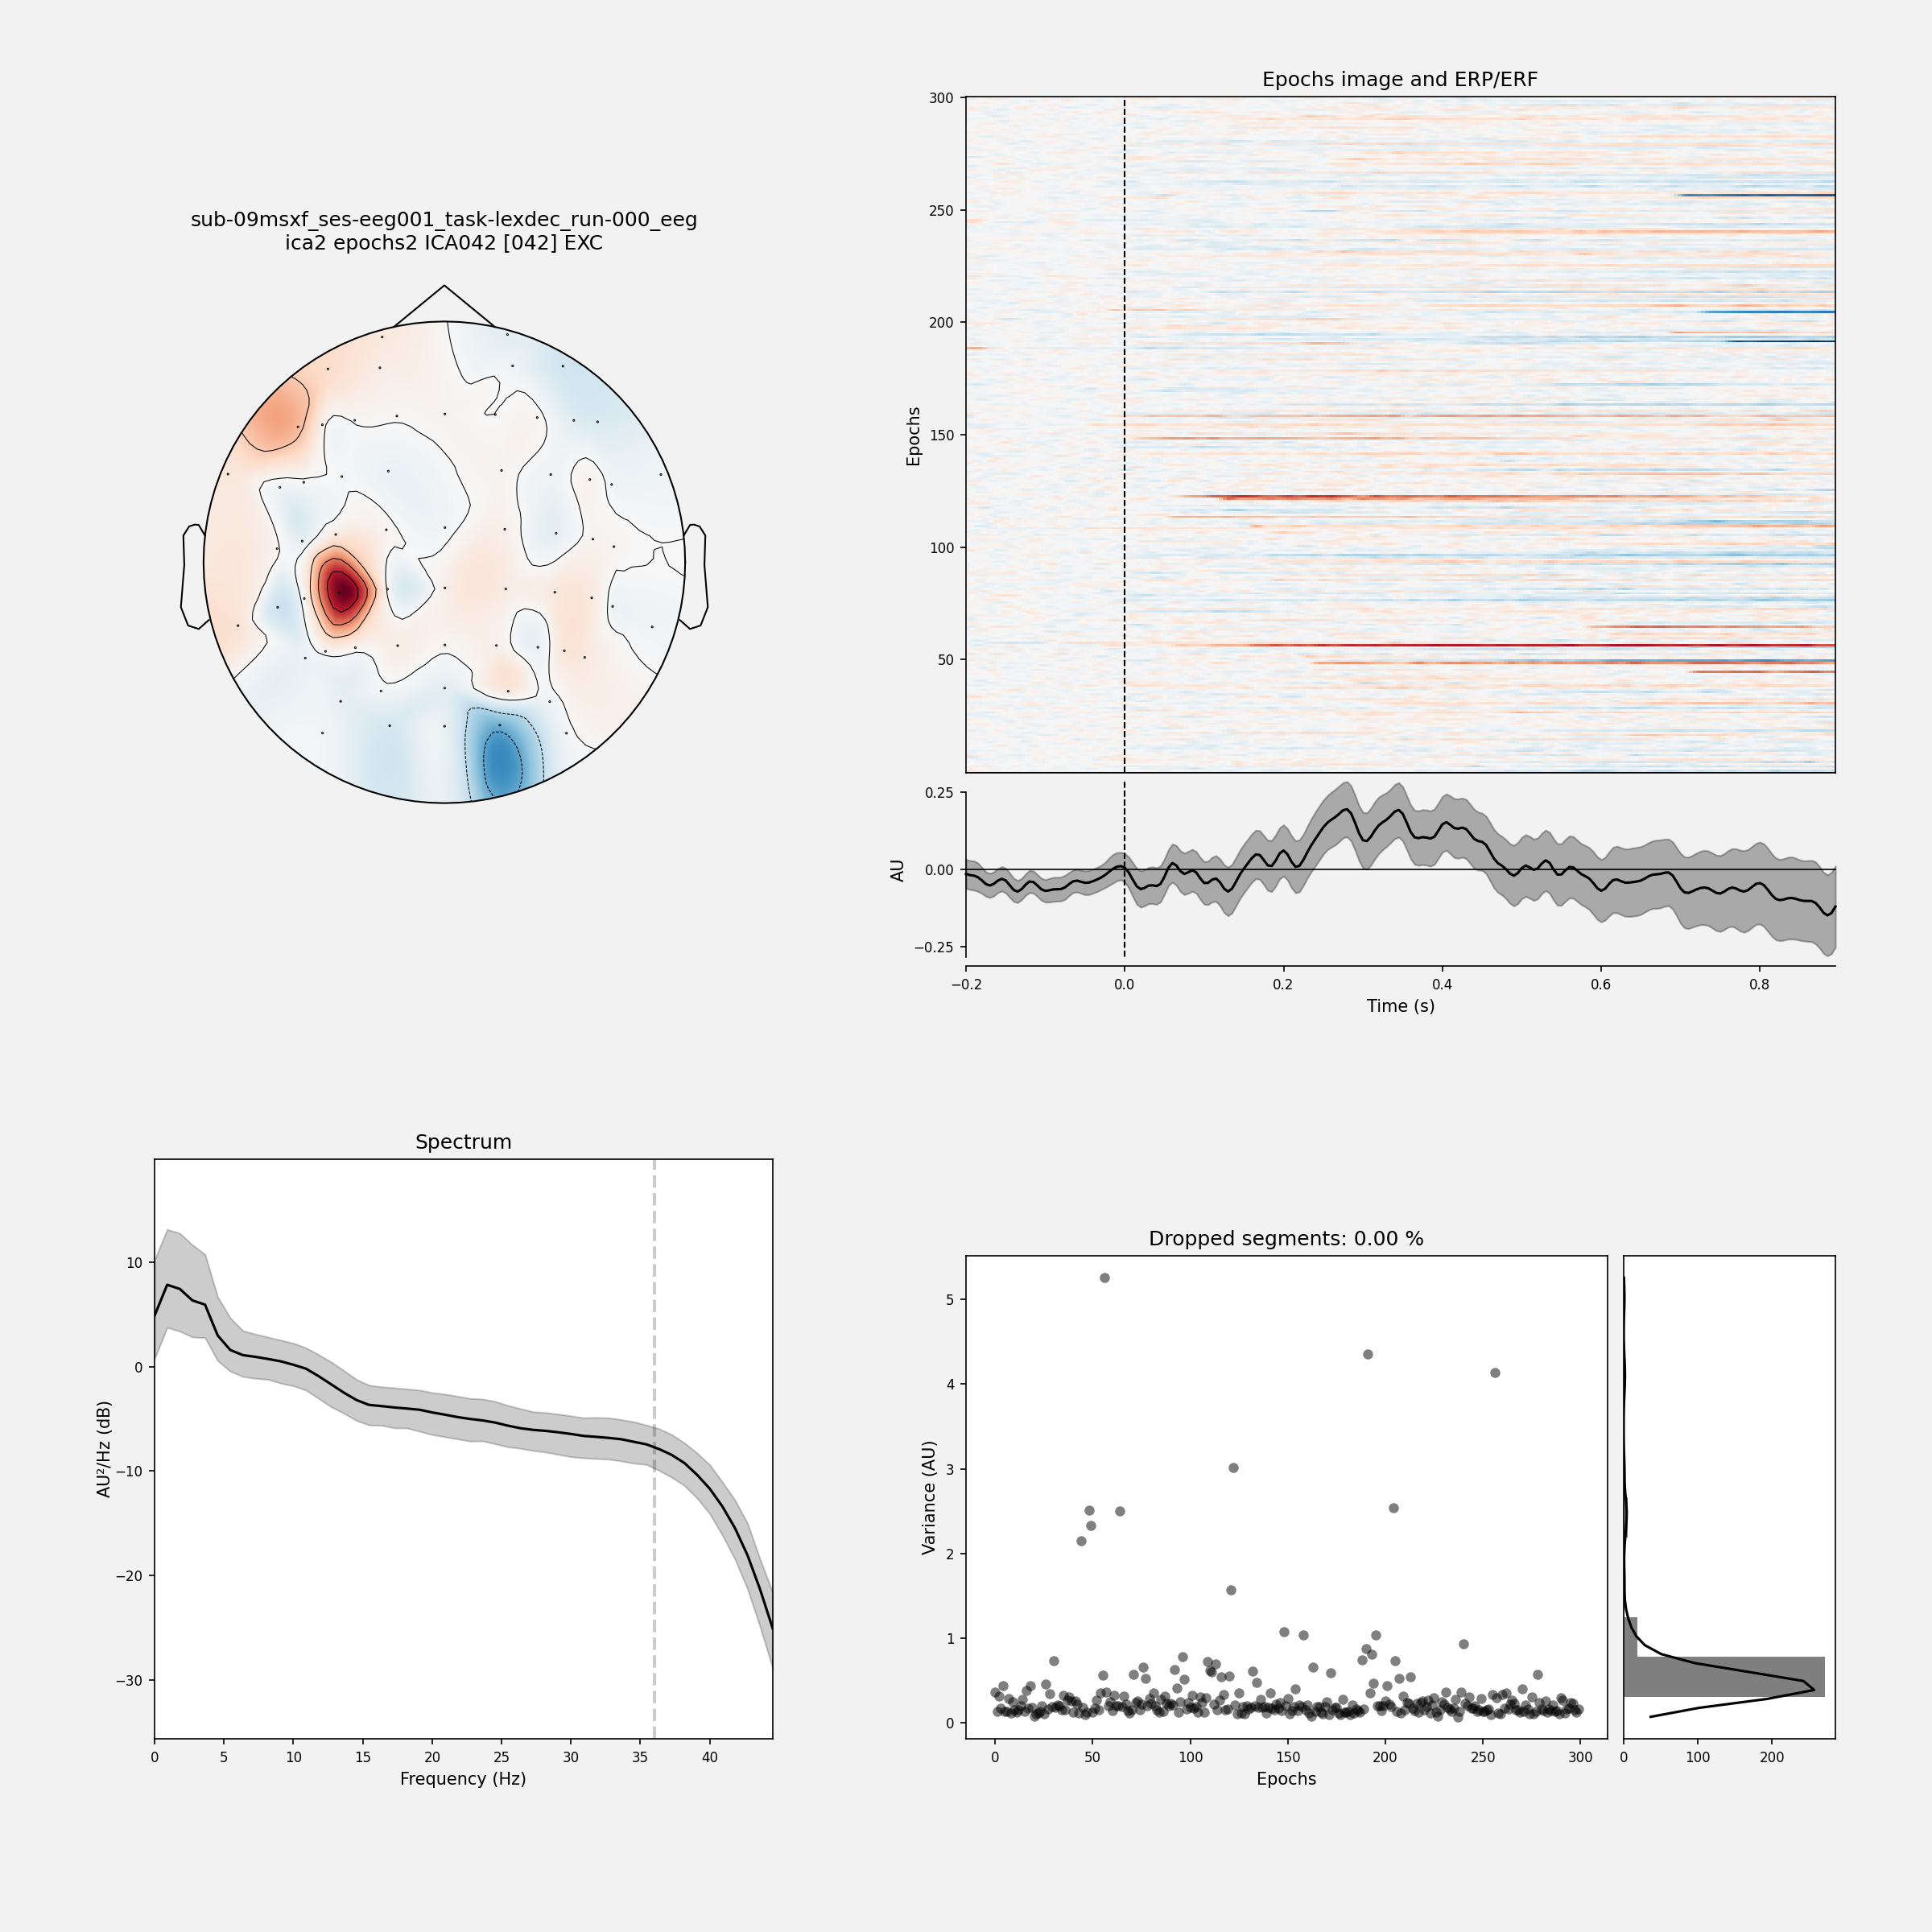 sub-09msxf_ses-eeg001_task-lexdec_run-000_eeg
ica2 epochs2 ICA042 [042] EXC
Epochs image and ERP/ERF
300
250
200
150
100
50
Epochs
0.25
0.00
−0.25
AU
−0.2 0.0 0.2 0.4 0.6 0.8
Time (s)
Spectrum
10
0
−10
−20
−30
AU²/Hz (dB)
0 5 10 15 20 25 30 35 40
Frequency (Hz)
Dropped segments: 0.00 %
5
4
3
2
1
0
Variance (AU)
0 50 100 150 200 250 300
Epochs
0 100 200